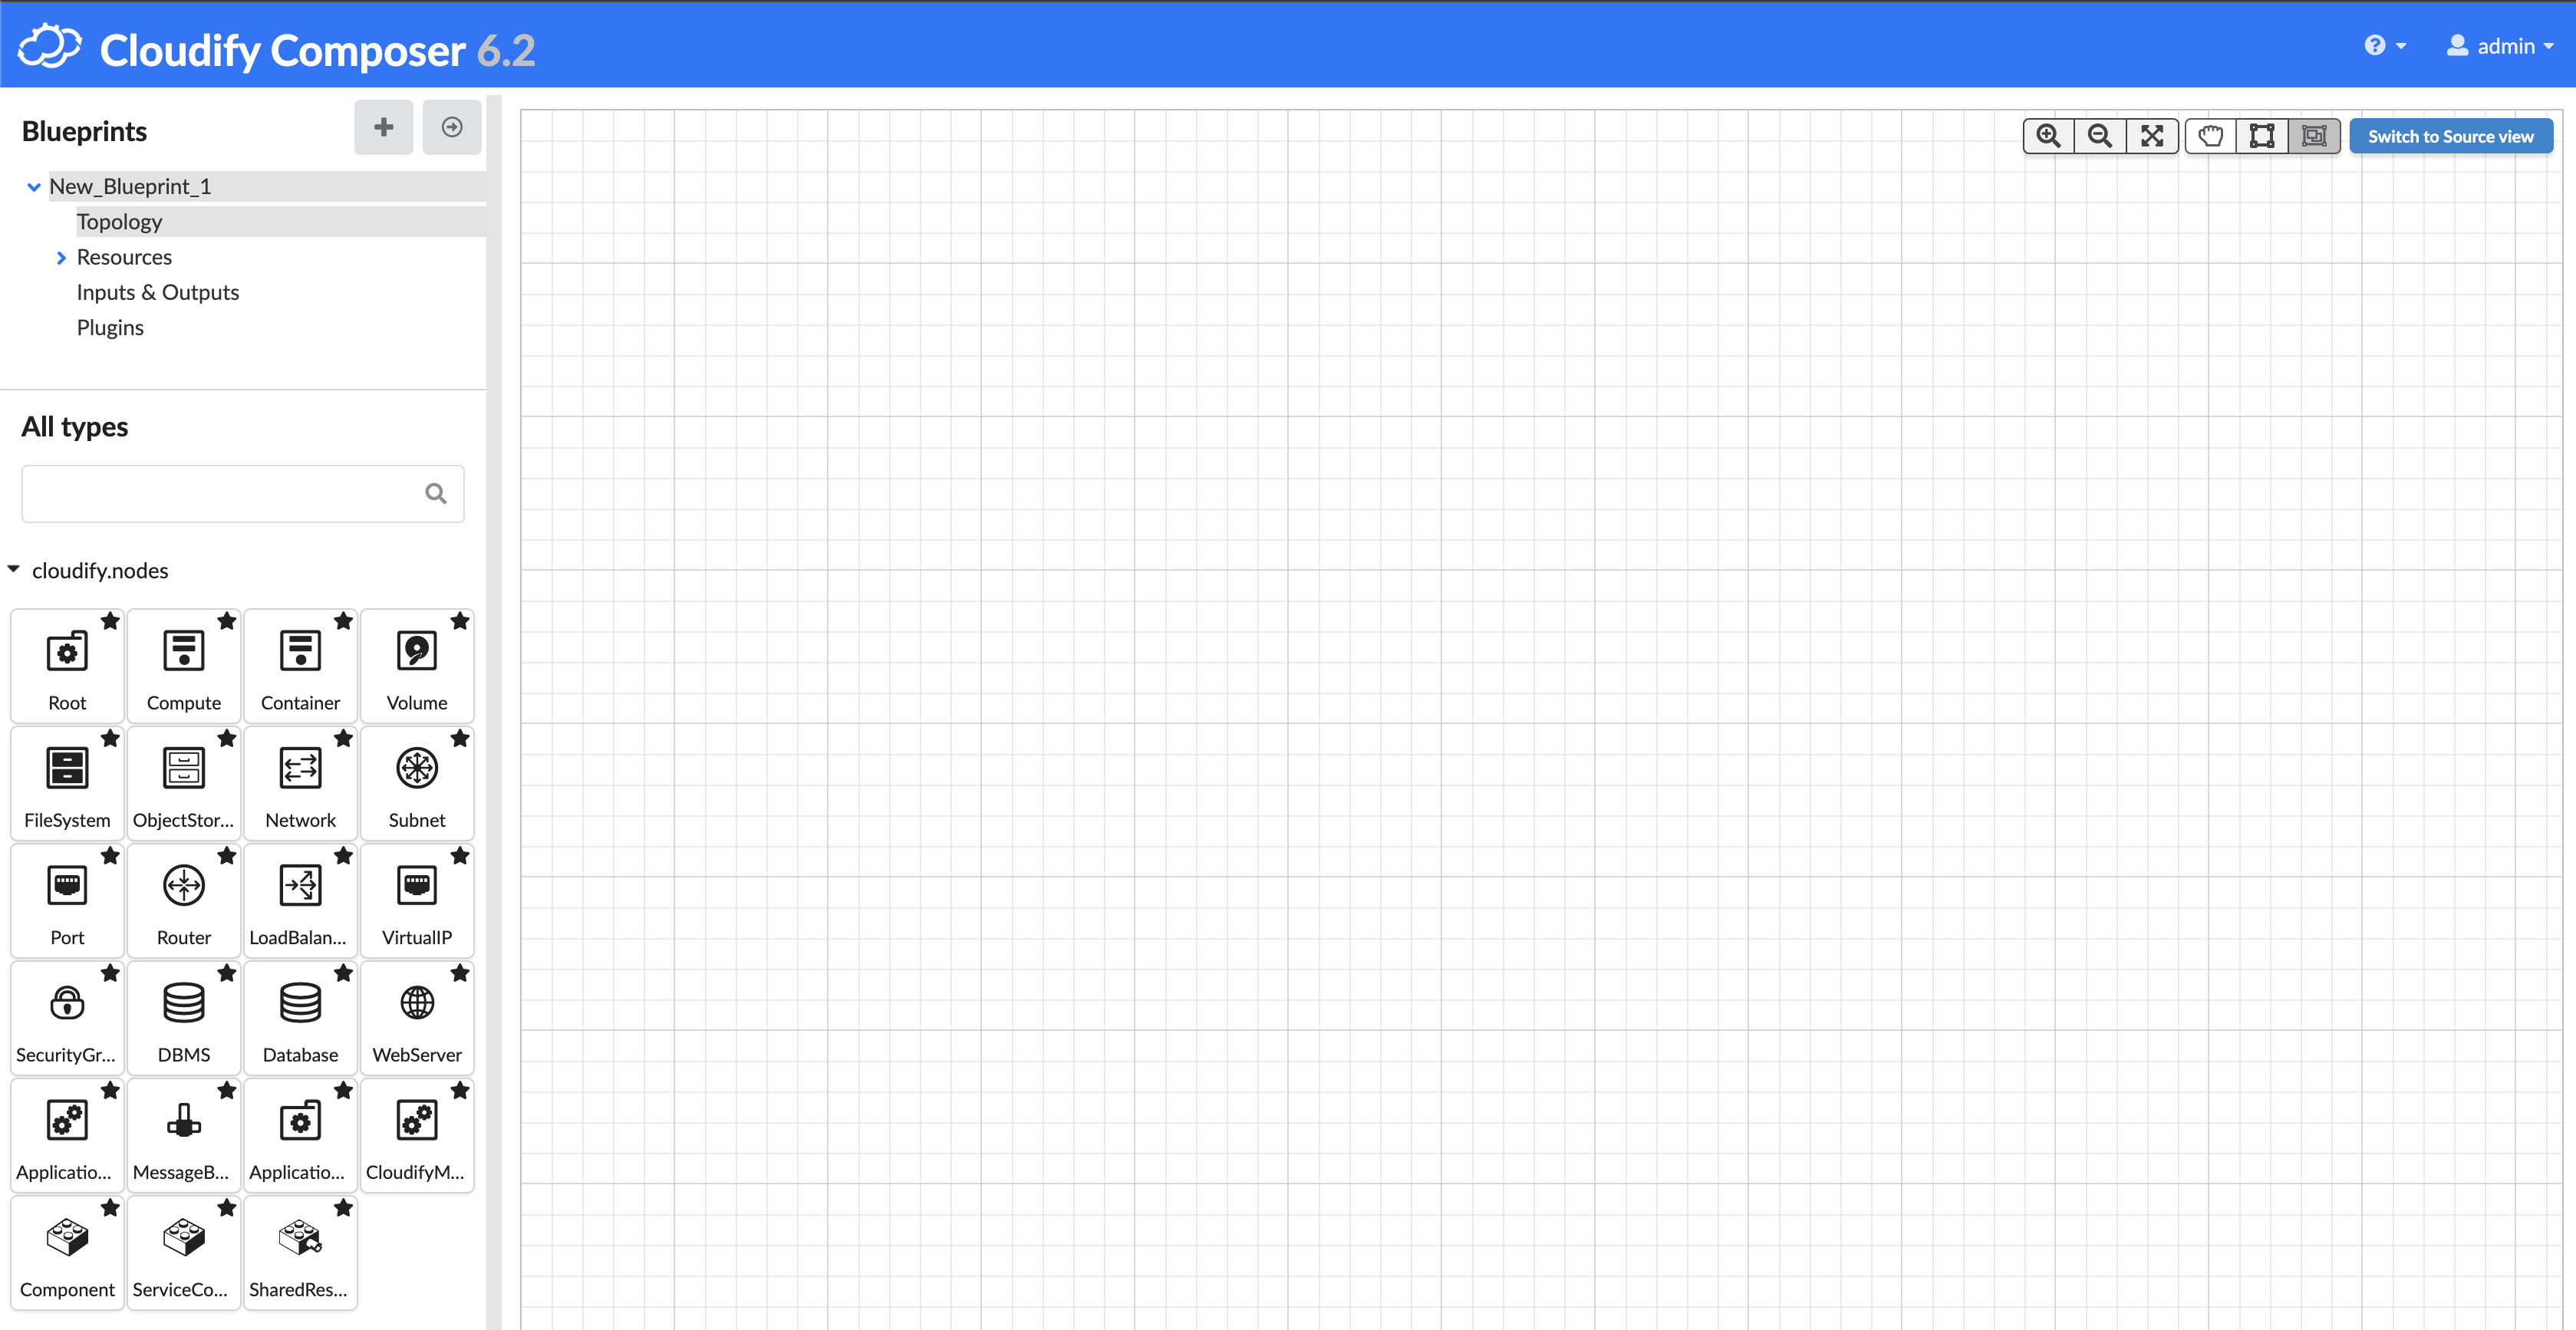 Cloudify Composer 6.2
admin
Blueprints
New_Blueprint_1
Topology
Resources
Inputs & Outputs
Plugins
All types
cloudify.nodes
Root
Compute
Container
Volume
FileSystem
ObjectStor...
Network
Subnet
Port
Router
LoadBalan...
VirtualIP
SecurityGr...
DBMS
Database
WebServer
Applicatio...
MessageB...
Applicatio...
CloudifyM...
Component
ServiceCo...
SharedRes...
Switch to Source view